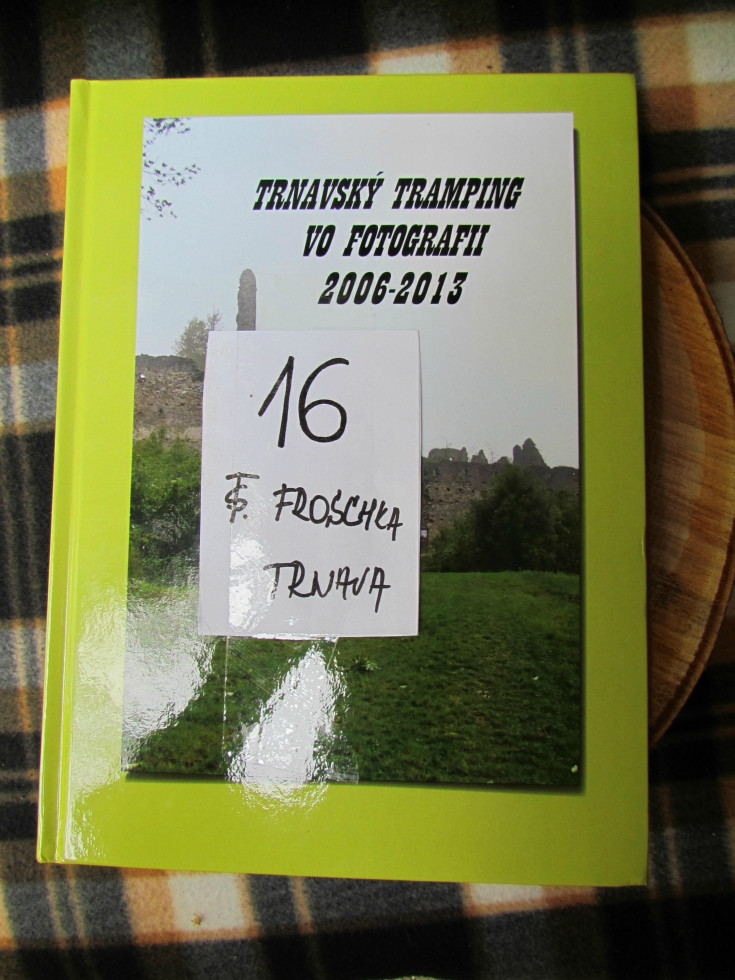 TRNAVSKÝ TRAMPING
VO FOTOGRAFII
2006-2013
16
FROSCHKA
TRNAVA